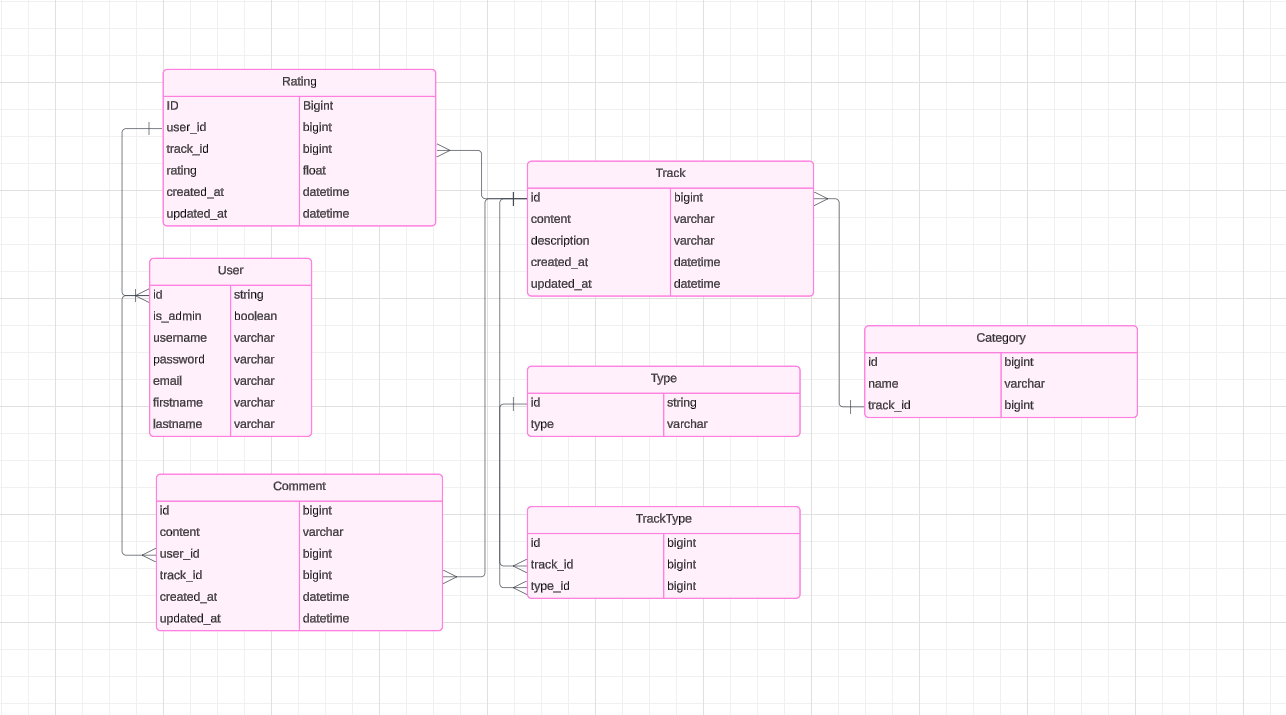 Rating
ID Bigint
user_id bigint
track_id bigint
rating float
created_at datetime
updated_at datetime
Track
id bigint
content varchar
description varchar
created_at datetime
updated_at datetime
User
id string
is_admin boolean
username varchar
password varchar
email varchar
firstname varchar
lastname varchar
Category
id bigint
name varchar
track_id bigint
Type
id string
type varchar
Comment
id bigint
content varchar
user_id bigint
track_id bigint
created_at datetime
updated_at datetime
TrackType
id bigint
track_id bigint
type_id bigint